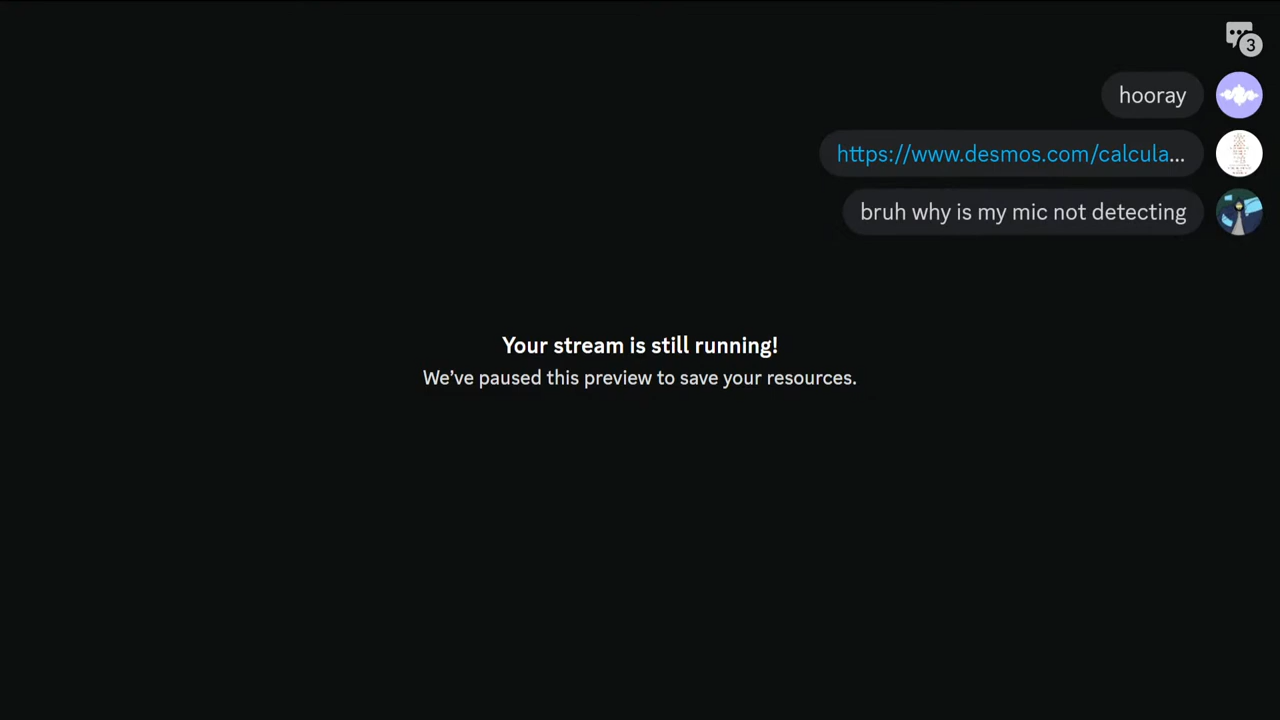 3
hooray
https://www.desmos.com/calcula...
bruh why is my mic not detecting
Your stream is still running!
We’ve paused this preview to save your resources.